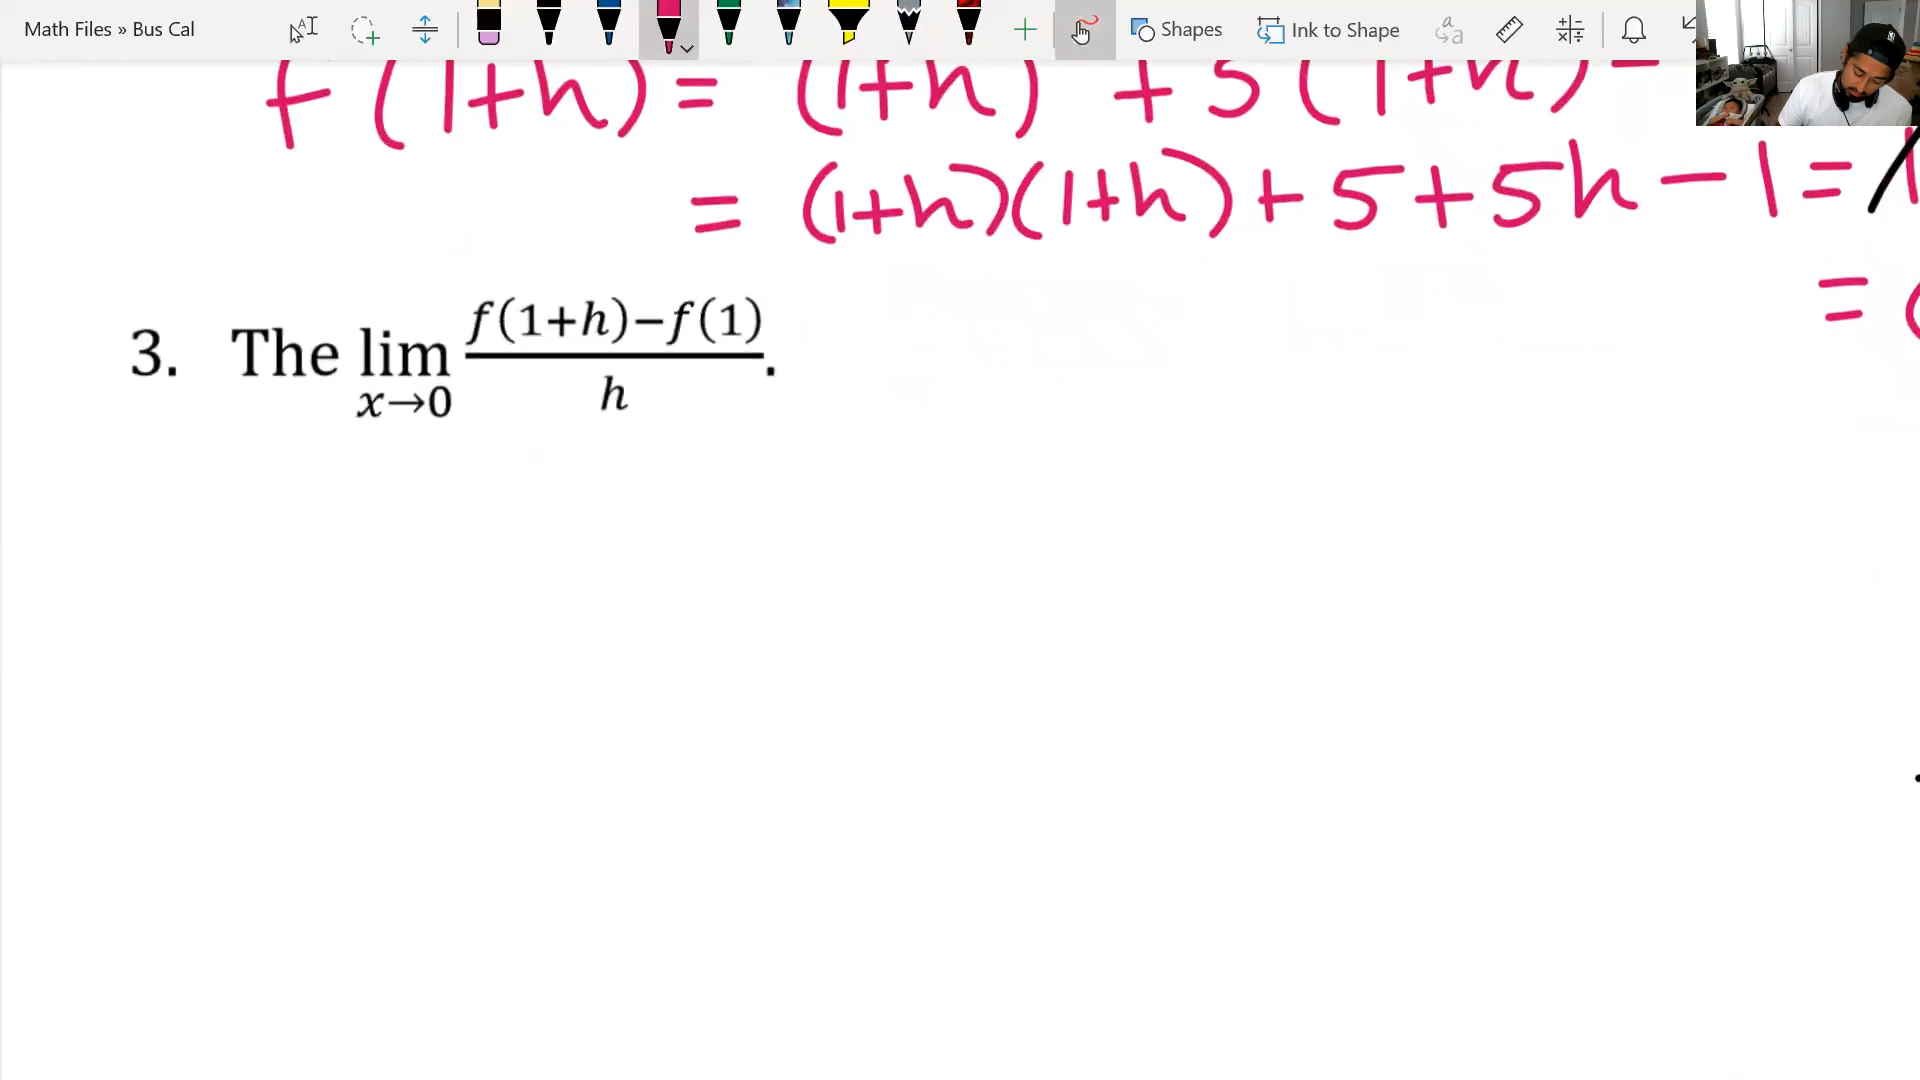 Math Files » Bus Cal
Shapes
Ink to Shape
f(1+h) = (1+h) + 5(1+h) -
= (1+h)(1+h) + 5 + 5h - 1 =
=
3. The lim x→0 f(1+h)−f(1) / h .